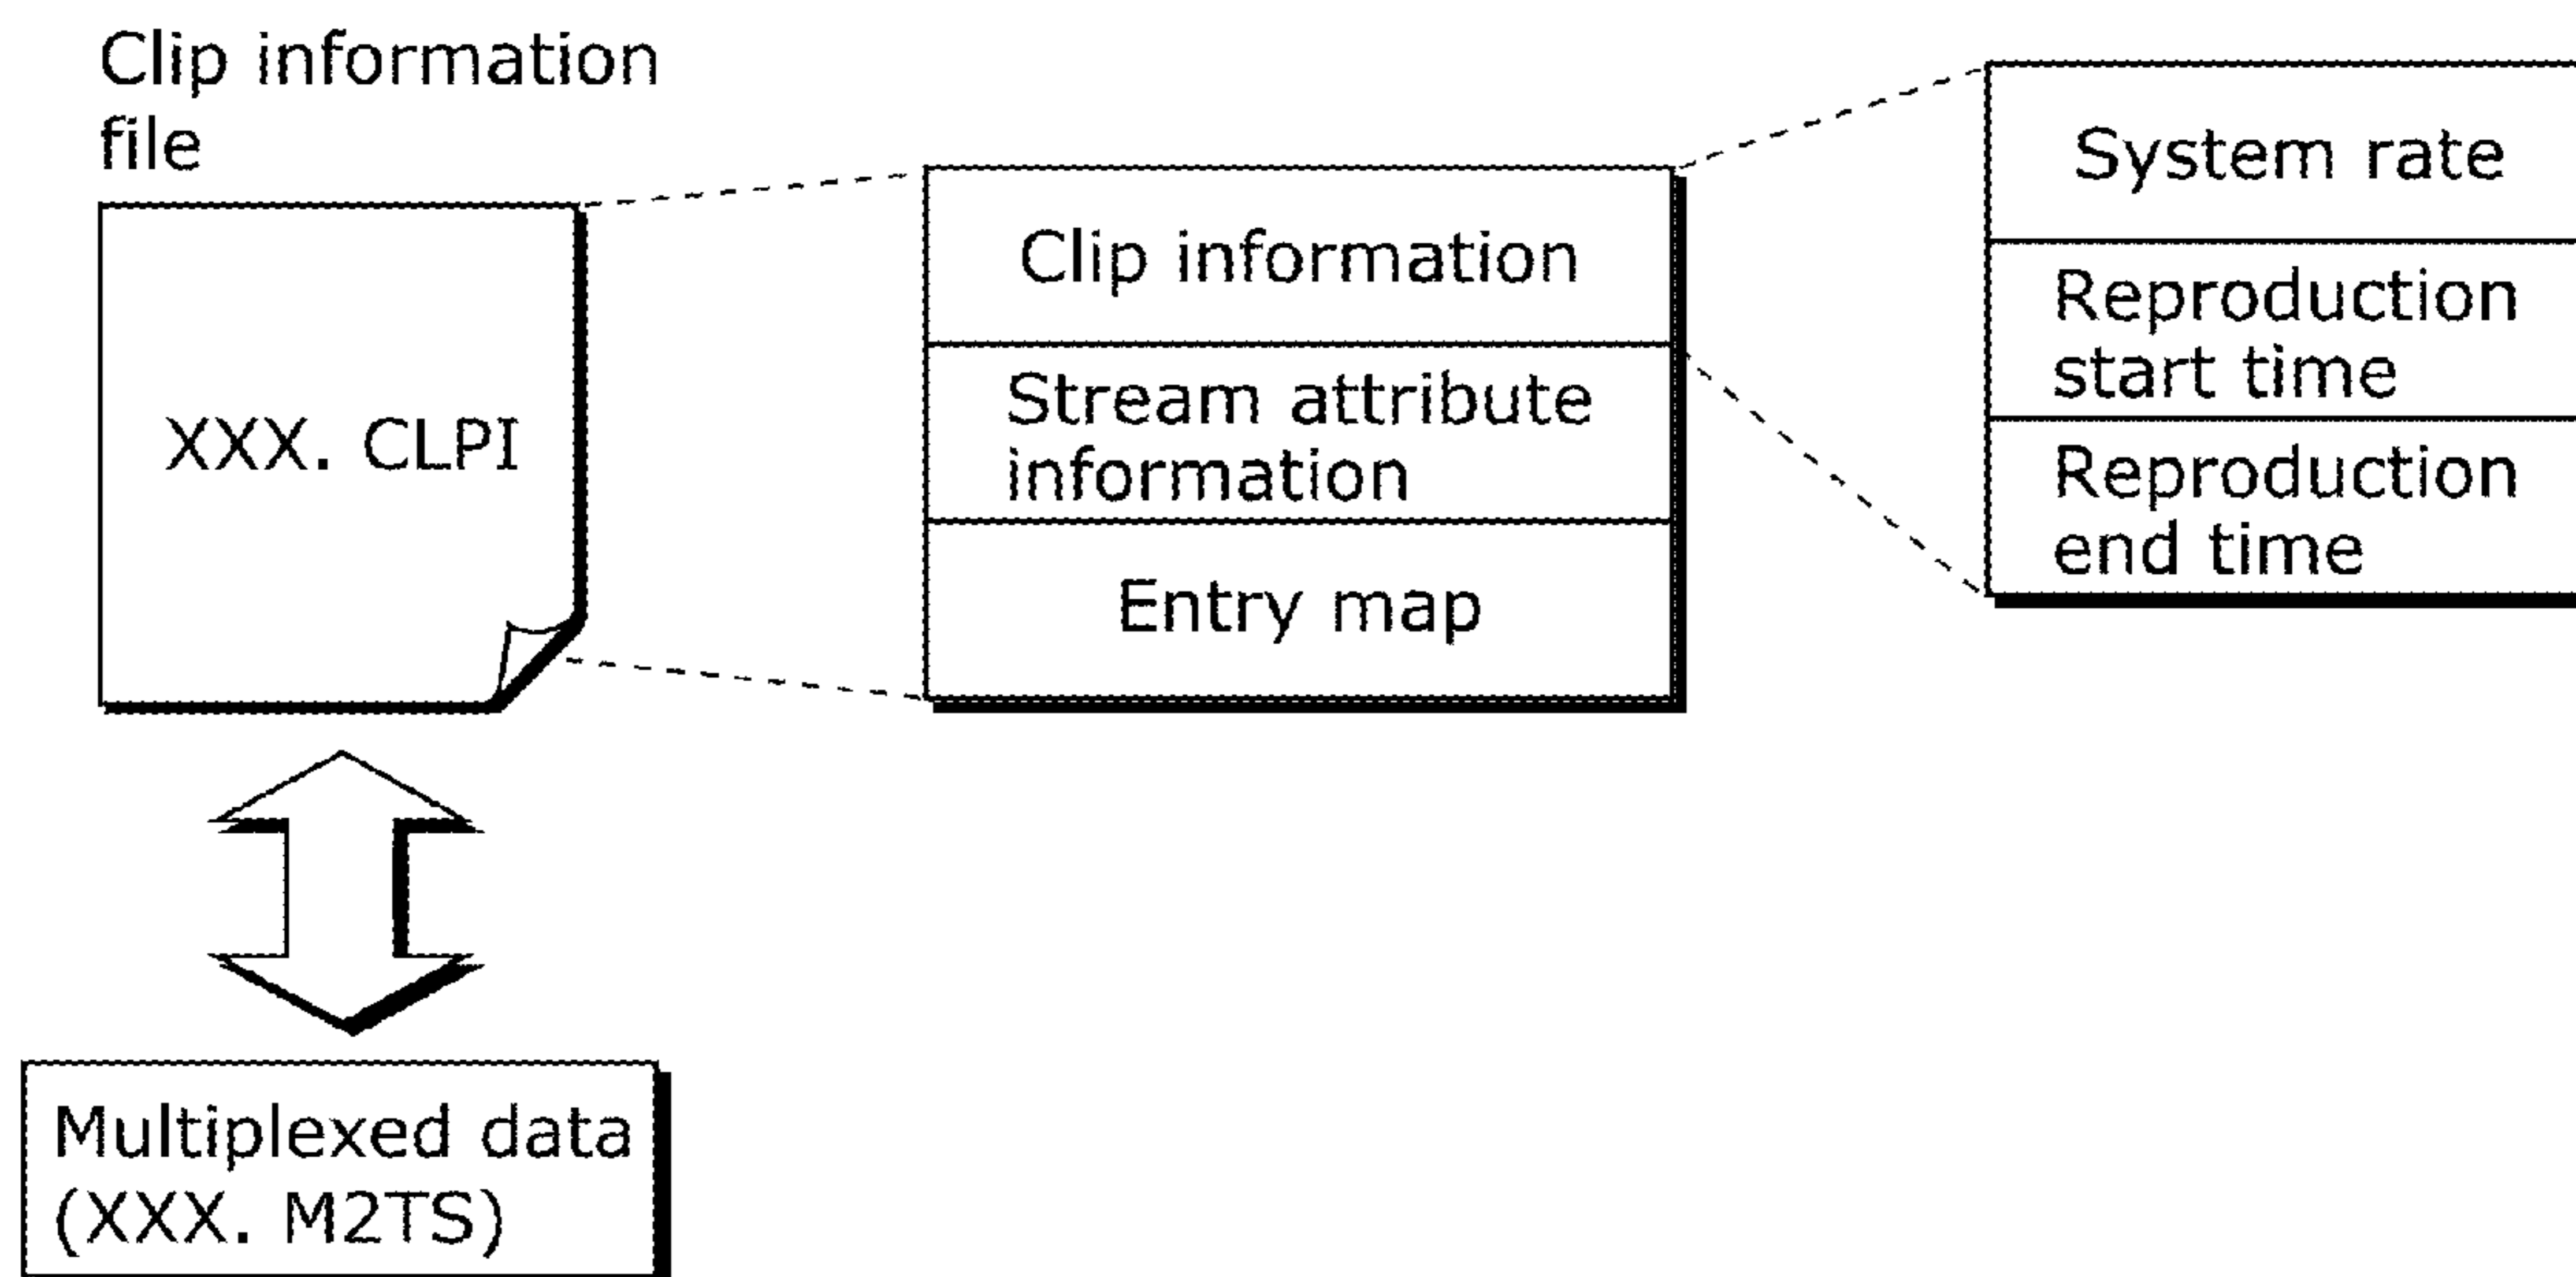 Clip information
file
XXX. CLPI
Clip information
Stream attribute
information
Entry map
System rate
Reproduction
start time
Reproduction
end time
Multiplexed data
(XXX. M2TS)